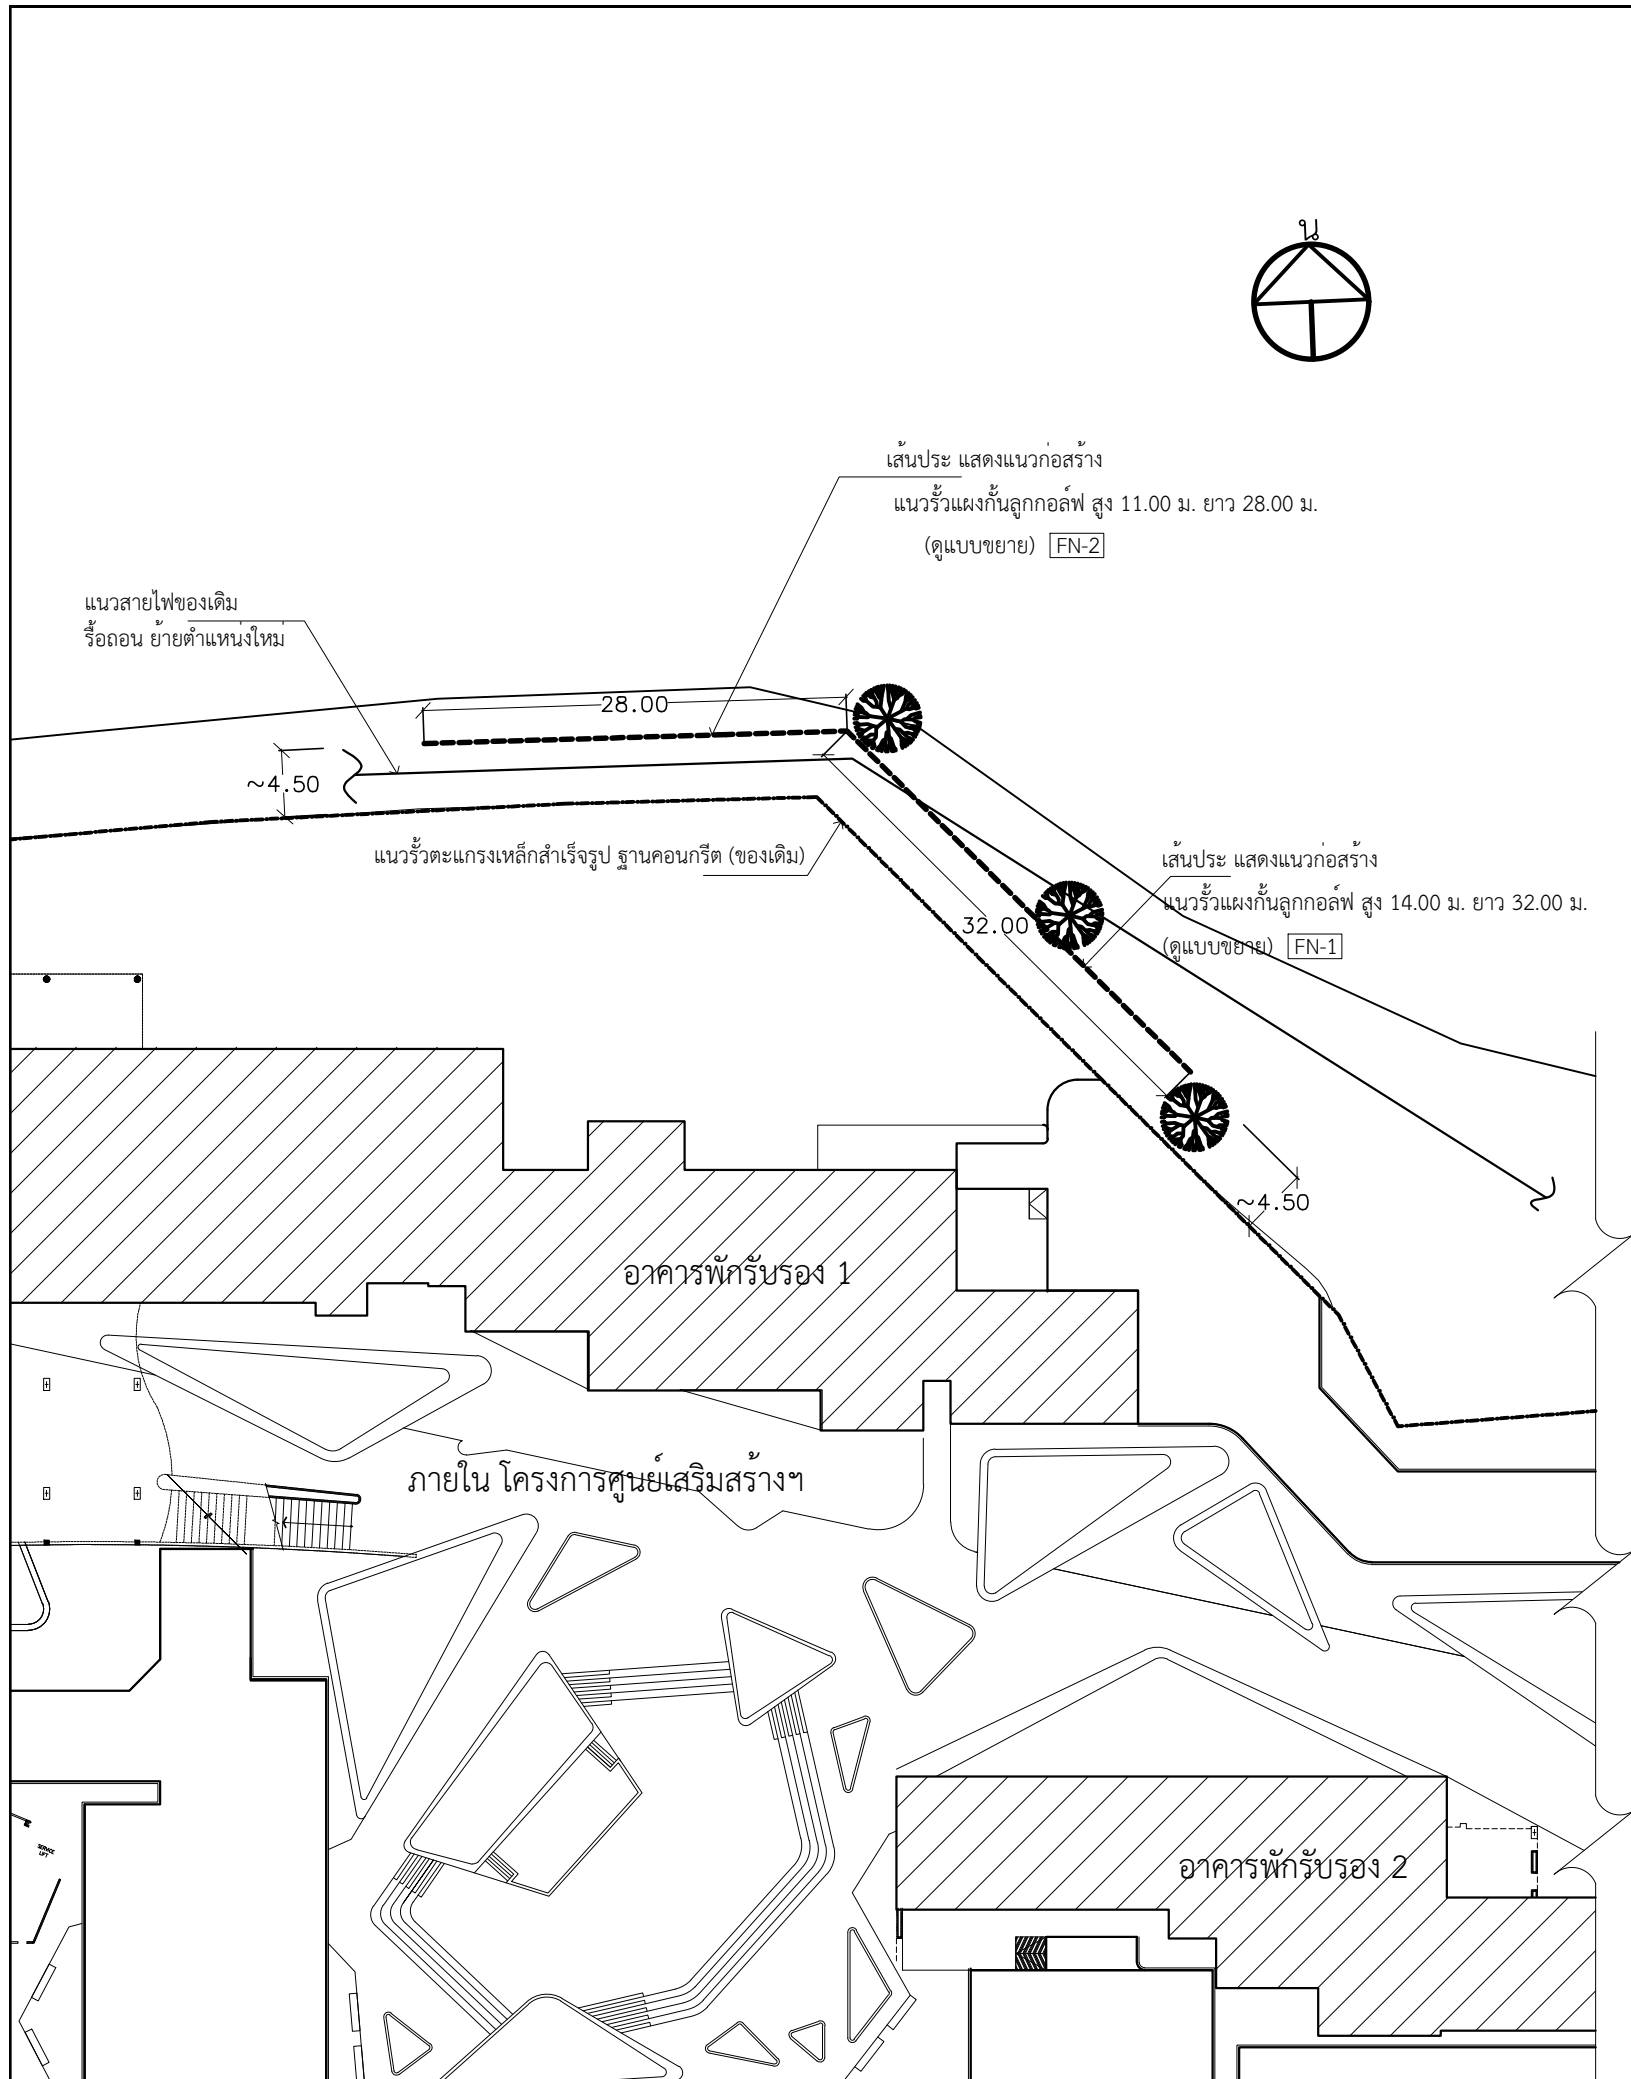 น
เส้นประ แสดงแนวก่อสร้าง
แนวรั้วแผงกั้นลูกกอล์ฟ สูง 11.00 ม. ยาว 28.00 ม.
(ดูแบบขยาย) FN-2
แนวสายไฟของเดิม
รื้อถอน ย้ายตำแหน่งใหม่
28.00
~4.50
แนวรั้วตะแกรงเหล็กสำเร็จรูป ฐานคอนกรีต (ของเดิม)
เส้นประ แสดงแนวก่อสร้าง
แนวรั้วแผงกั้นลูกกอล์ฟ สูง 14.00 ม. ยาว 32.00 ม.
(ดูแบบขยาย) FN-1
32.00
~4.50
อาคารพักรับรอง 1
ภายใน โครงการศูนย์เสริมสร้างฯ
SERVICE
LIFT
อาคารพักรับรอง 2